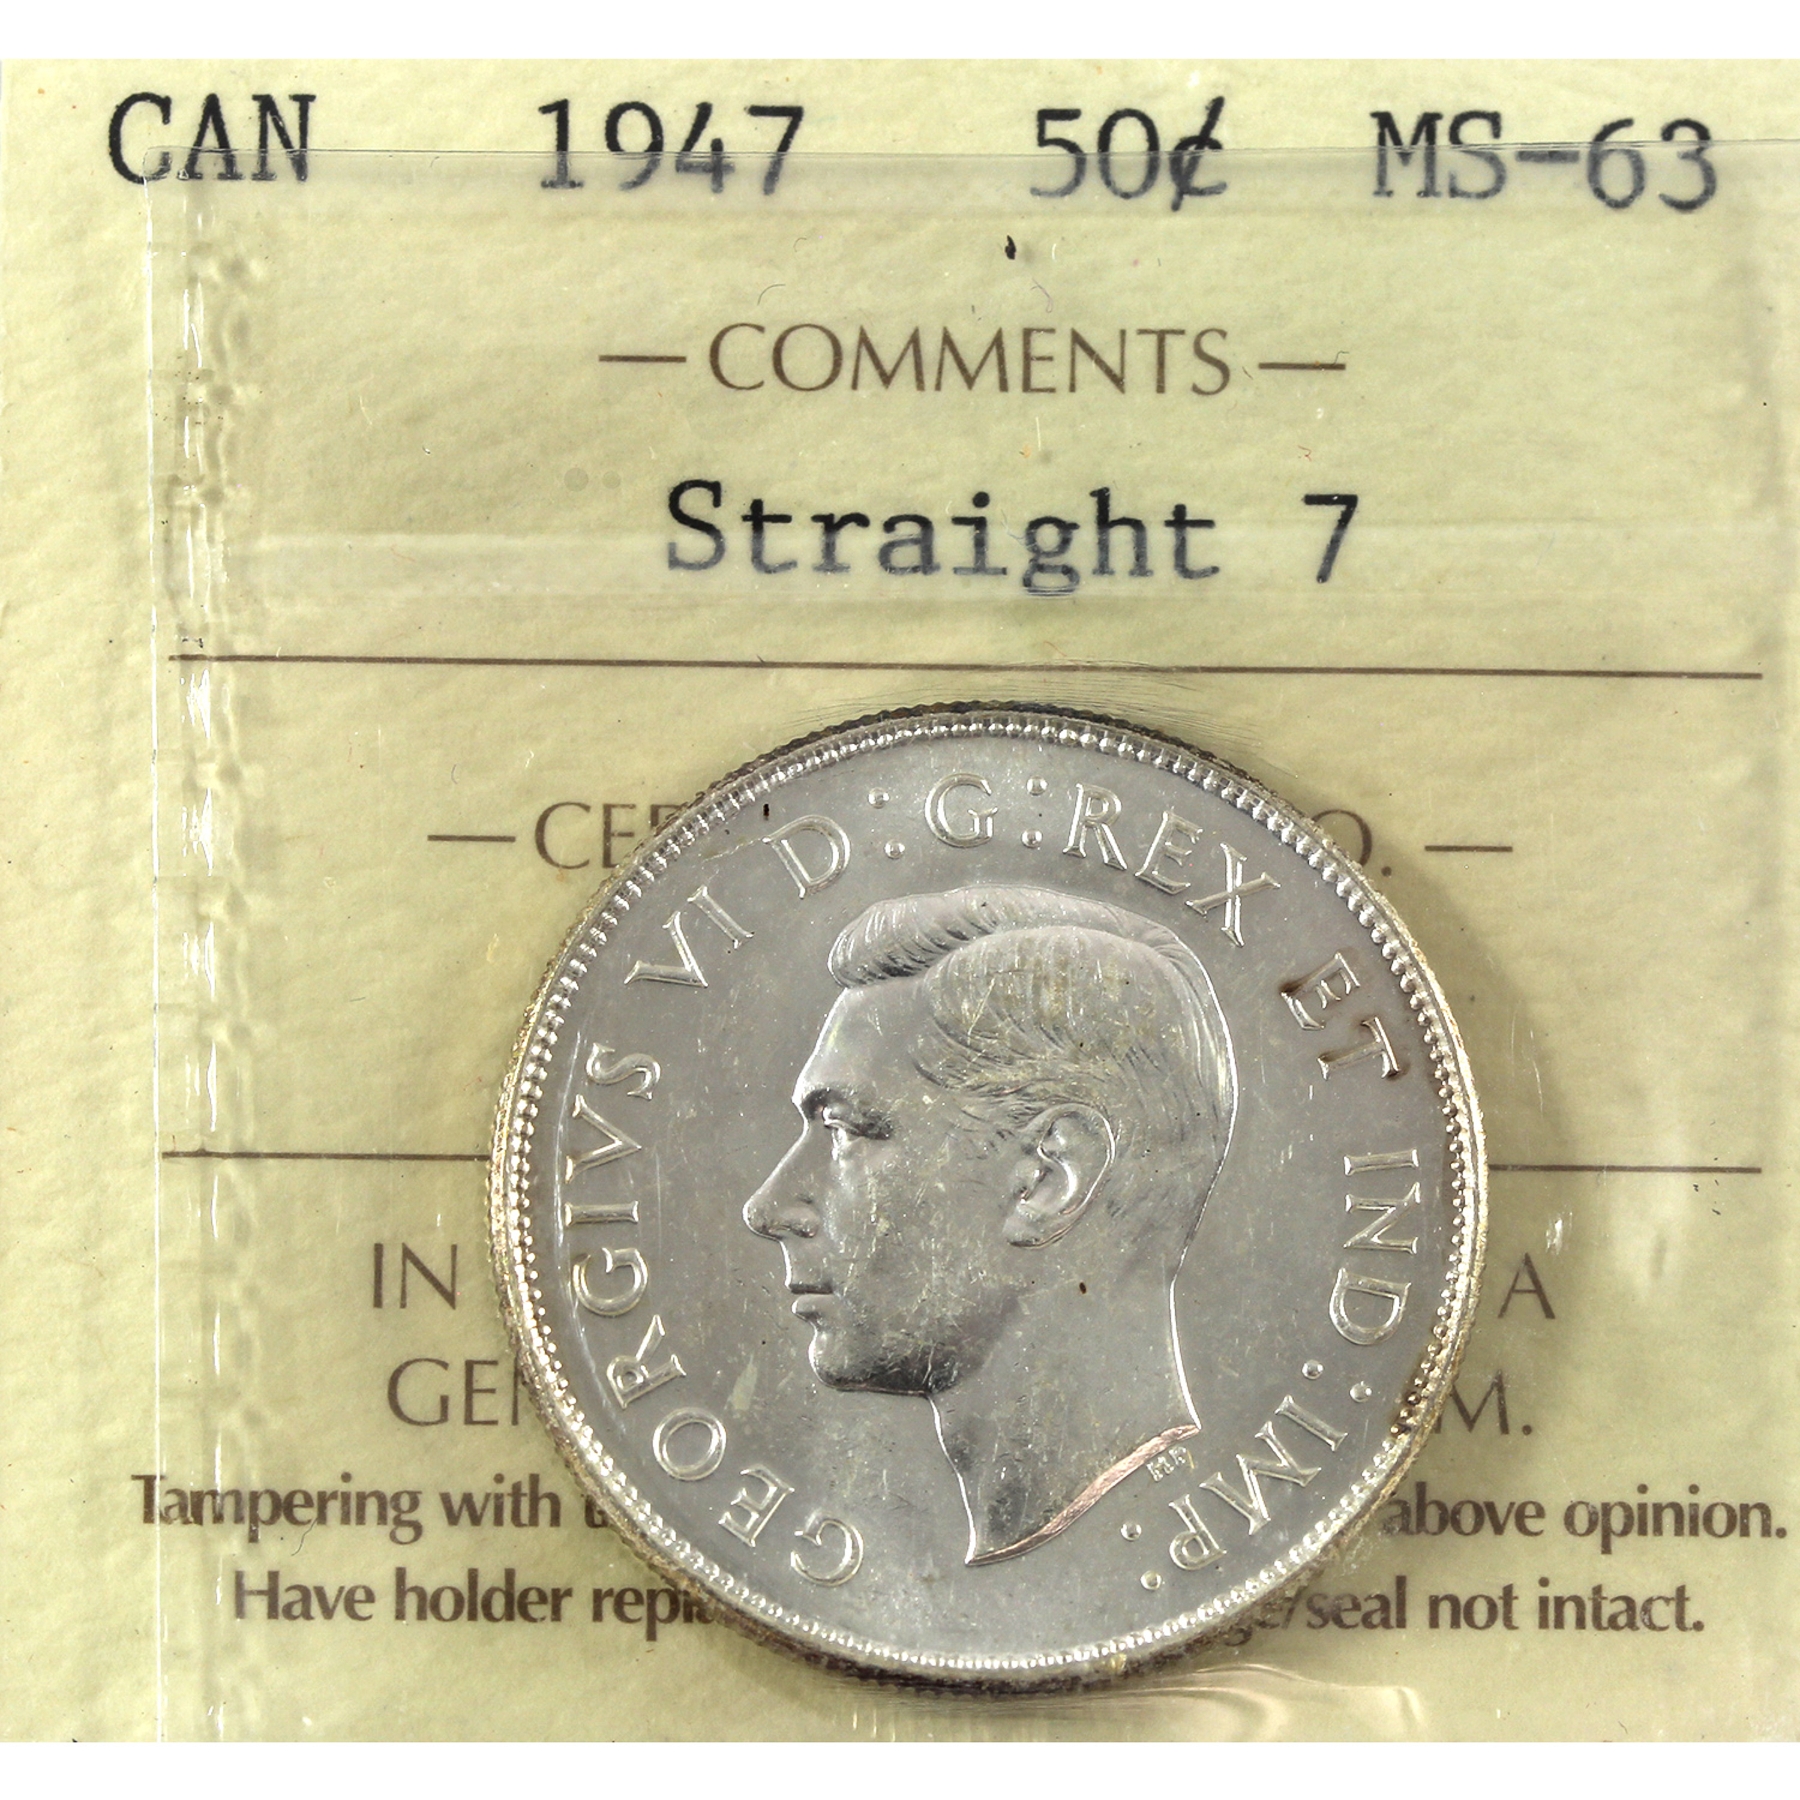 CAN 1947 50¢ MS-63
— COMMENTS —
Straight 7
GEORGIVS VI D:G:REX ET IND:IMP:
— CE O. —
IN A
GE M.
Tampering with above opinion.
Have holder /seal not intact.